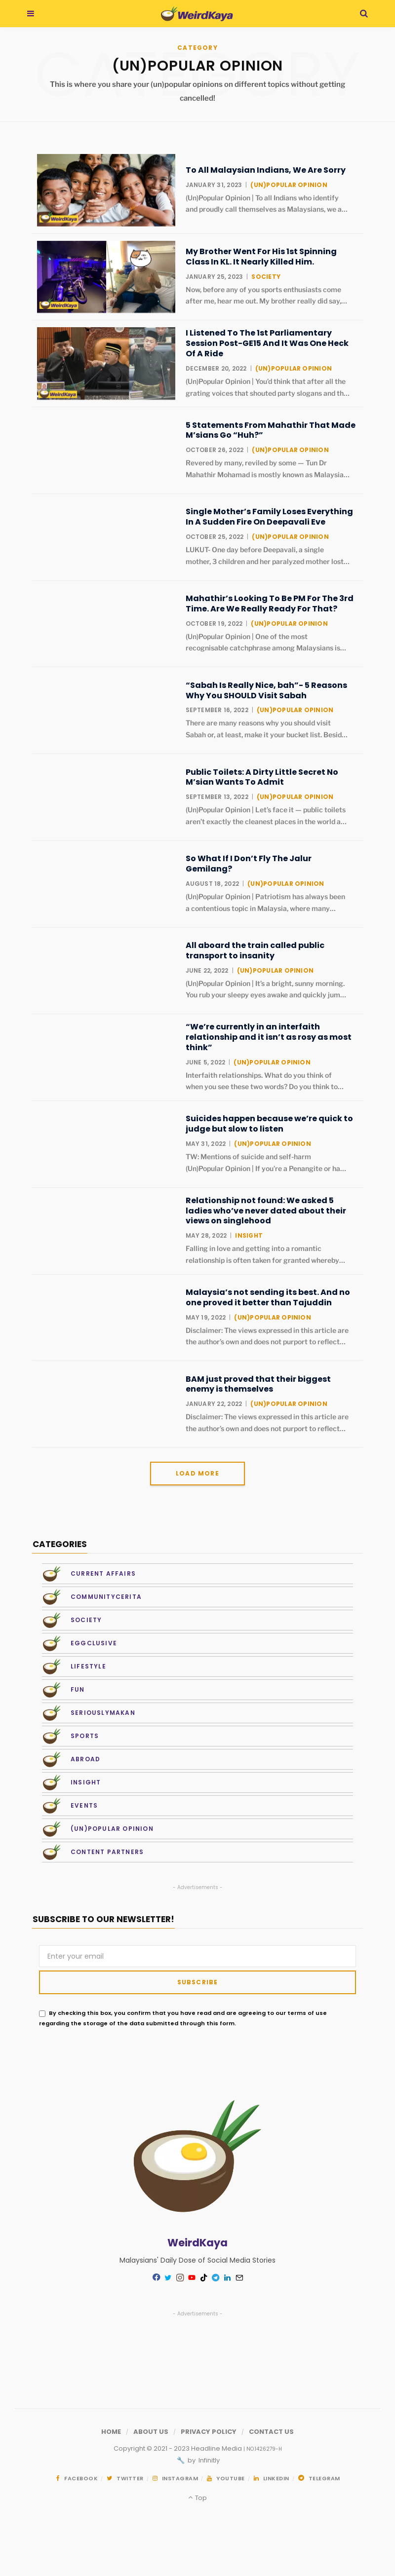 WeirdKaya
CATEGORY
(UN)POPULAR OPINION
This is where you share your (un)popular opinions on different topics without getting
cancelled!
WeirdKaya
To All Malaysian Indians, We Are Sorry
JANUARY 31, 2023 | (UN)POPULAR OPINION
(Un)Popular Opinion | To all Indians who identify
and proudly call themselves as Malaysians, we a...
WeirdKaya
My Brother Went For His 1st Spinning
Class In KL. It Nearly Killed Him.
JANUARY 25, 2023 | SOCIETY
Now, before any of you sports enthusiasts come
after me, hear me out. My brother really did say,...
WeirdKaya
I Listened To The 1st Parliamentary
Session Post-GE15 And It Was One Heck
Of A Ride
DECEMBER 20, 2022 | (UN)POPULAR OPINION
(Un)Popular Opinion | You'd think that after all the
grating voices that shouted party slogans and th...
5 Statements From Mahathir That Made
M'sians Go “Huh?”
OCTOBER 26, 2022 | (UN)POPULAR OPINION
Revered by many, reviled by some — Tun Dr
Mahathir Mohamad is mostly known as Malaysia...
Single Mother's Family Loses Everything
In A Sudden Fire On Deepavali Eve
OCTOBER 25, 2022 | (UN)POPULAR OPINION
LUKUT- One day before Deepavali, a single
mother, 3 children and her paralyzed mother lost...
Mahathir's Looking To Be PM For The 3rd
Time. Are We Really Ready For That?
OCTOBER 19, 2022 | (UN)POPULAR OPINION
(Un)Popular Opinion | One of the most
recognisable catchphrase among Malaysians is...
“Sabah Is Really Nice, bah”- 5 Reasons
Why You SHOULD Visit Sabah
SEPTEMBER 16, 2022 | (UN)POPULAR OPINION
There are many reasons why you should visit
Sabah or, at least, make it your bucket list. Besid...
Public Toilets: A Dirty Little Secret No
M'sian Wants To Admit
SEPTEMBER 13, 2022 | (UN)POPULAR OPINION
(Un)Popular Opinion | Let's face it — public toilets
aren't exactly the cleanest places in the world a...
So What If I Don't Fly The Jalur
Gemilang?
AUGUST 18, 2022 | (UN)POPULAR OPINION
(Un)Popular Opinion | Patriotism has always been
a contentious topic in Malaysia, where many...
All aboard the train called public
transport to insanity
JUNE 22, 2022 | (UN)POPULAR OPINION
(Un)Popular Opinion | It's a bright, sunny morning.
You rub your sleepy eyes awake and quickly jum...
“We're currently in an interfaith
relationship and it isn't as rosy as most
think”
JUNE 5, 2022 | (UN)POPULAR OPINION
Interfaith relationships. What do you think of
when you see these two words? Do you think to...
Suicides happen because we're quick to
judge but slow to listen
MAY 31, 2022 | (UN)POPULAR OPINION
TW: Mentions of suicide and self-harm
(Un)Popular Opinion | If you're a Penangite or ha...
Relationship not found: We asked 5
ladies who've never dated about their
views on singlehood
MAY 28, 2022 | INSIGHT
Falling in love and getting into a romantic
relationship is often taken for granted whereby...
Malaysia's not sending its best. And no
one proved it better than Tajuddin
MAY 19, 2022 | (UN)POPULAR OPINION
Disclaimer: The views expressed in this article are
the author's own and does not purport to reflect...
BAM just proved that their biggest
enemy is themselves
JANUARY 22, 2022 | (UN)POPULAR OPINION
Disclaimer: The views expressed in this article are
the author's own and does not purport to reflect...
LOAD MORE
CATEGORIES
CURRENT AFFAIRS
COMMUNITYCERITA
SOCIETY
EGGCLUSIVE
LIFESTYLE
FUN
SERIOUSLYMAKAN
SPORTS
ABROAD
INSIGHT
EVENTS
(UN)POPULAR OPINION
CONTENT PARTNERS
- Advertisements -
SUBSCRIBE TO OUR NEWSLETTER!
Enter your email
SUBSCRIBE
By checking this box, you confirm that you have read and are agreeing to our terms of use
regarding the storage of the data submitted through this form.
WeirdKaya
Malaysians' Daily Dose of Social Media Stories
- Advertisements -
HOME / ABOUT US / PRIVACY POLICY / CONTACT US
Copyright © 2021 - 2023 Headline Media | NO.1426279-H
by Infinitly
FACEBOOK / TWITTER / INSTAGRAM / YOUTUBE / LINKEDIN / TELEGRAM
Top